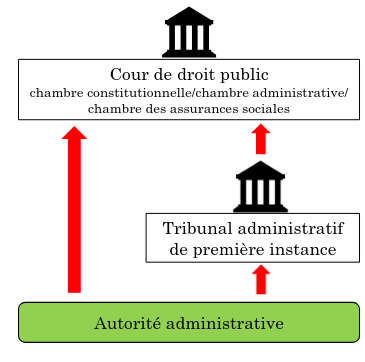 Cour de droit public
chambre constitutionnelle/chambre administrative/
chambre des assurances sociales
Tribunal administratif
de première instance
Autorité administrative